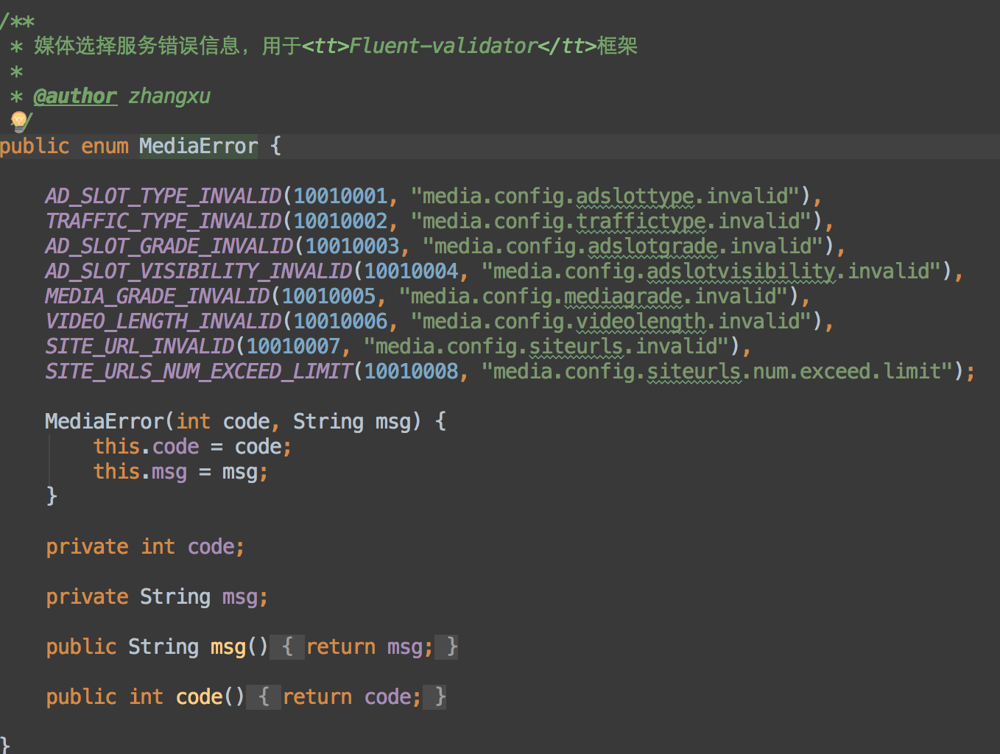 /**
 * 媒体选择服务错误信息，用于<tt>Fluent-validator</tt>框架
 *
 * @author zhangxu
 */
public enum MediaError {
    AD_SLOT_TYPE_INVALID(10010001, "media.config.adslottype.invalid"),
    TRAFFIC_TYPE_INVALID(10010002, "media.config.traffictype.invalid"),
    AD_SLOT_GRADE_INVALID(10010003, "media.config.adslotgrade.invalid"),
    AD_SLOT_VISIBILITY_INVALID(10010004, "media.config.adslotvisibility.invalid"),
    MEDIA_GRADE_INVALID(10010005, "media.config.mediagrade.invalid"),
    VIDEO_LENGTH_INVALID(10010006, "media.config.videolength.invalid"),
    SITE_URL_INVALID(10010007, "media.config.siteurls.invalid"),
    SITE_URLS_NUM_EXCEED_LIMIT(10010008, "media.config.siteurls.num.exceed.limit");
    MediaError(int code, String msg) {
        this.code = code;
        this.msg = msg;
    }
    private int code;
    private String msg;
    public String msg() { return msg; }
    public int code() { return code; }
}